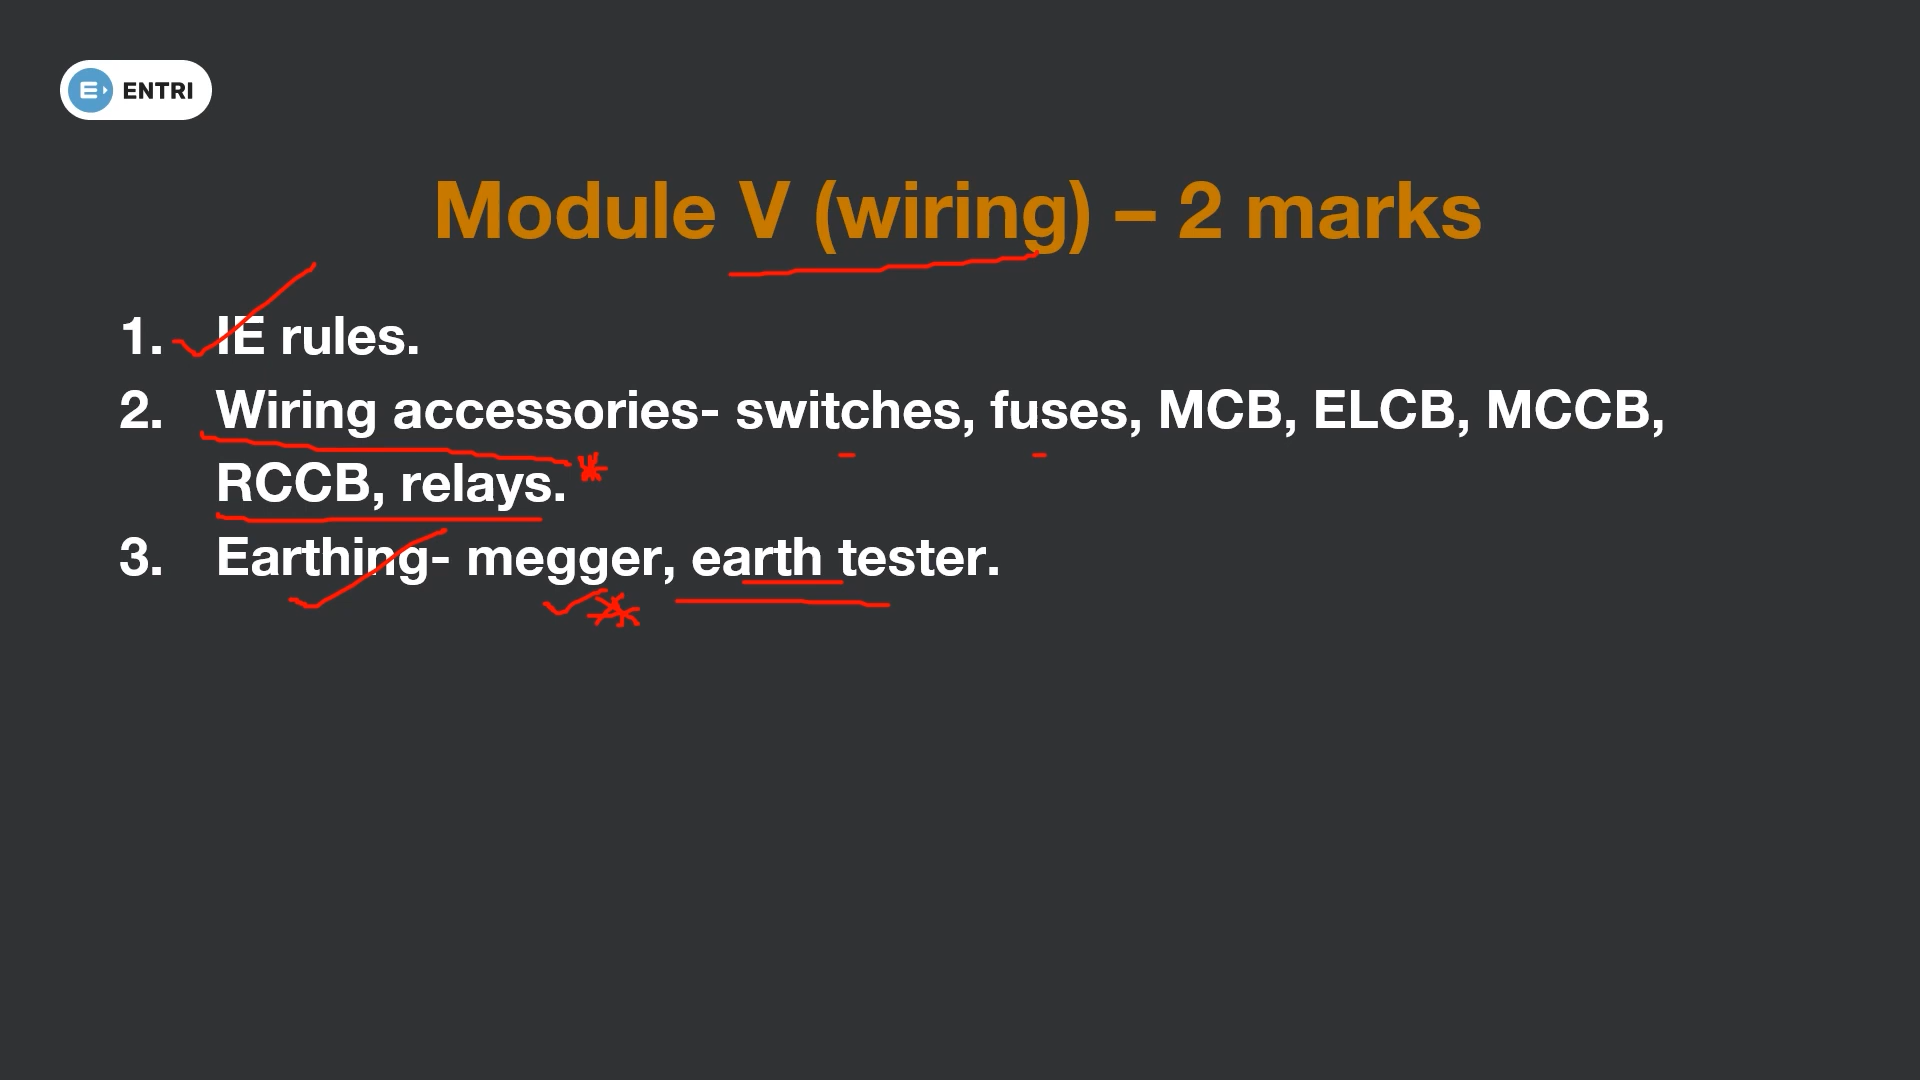 ENTRI
Module V (wiring) – 2 marks
1. IE rules.
2. Wiring accessories- switches, fuses, MCB, ELCB, MCCB,
RCCB, relays.
3. Earthing- megger, earth tester.